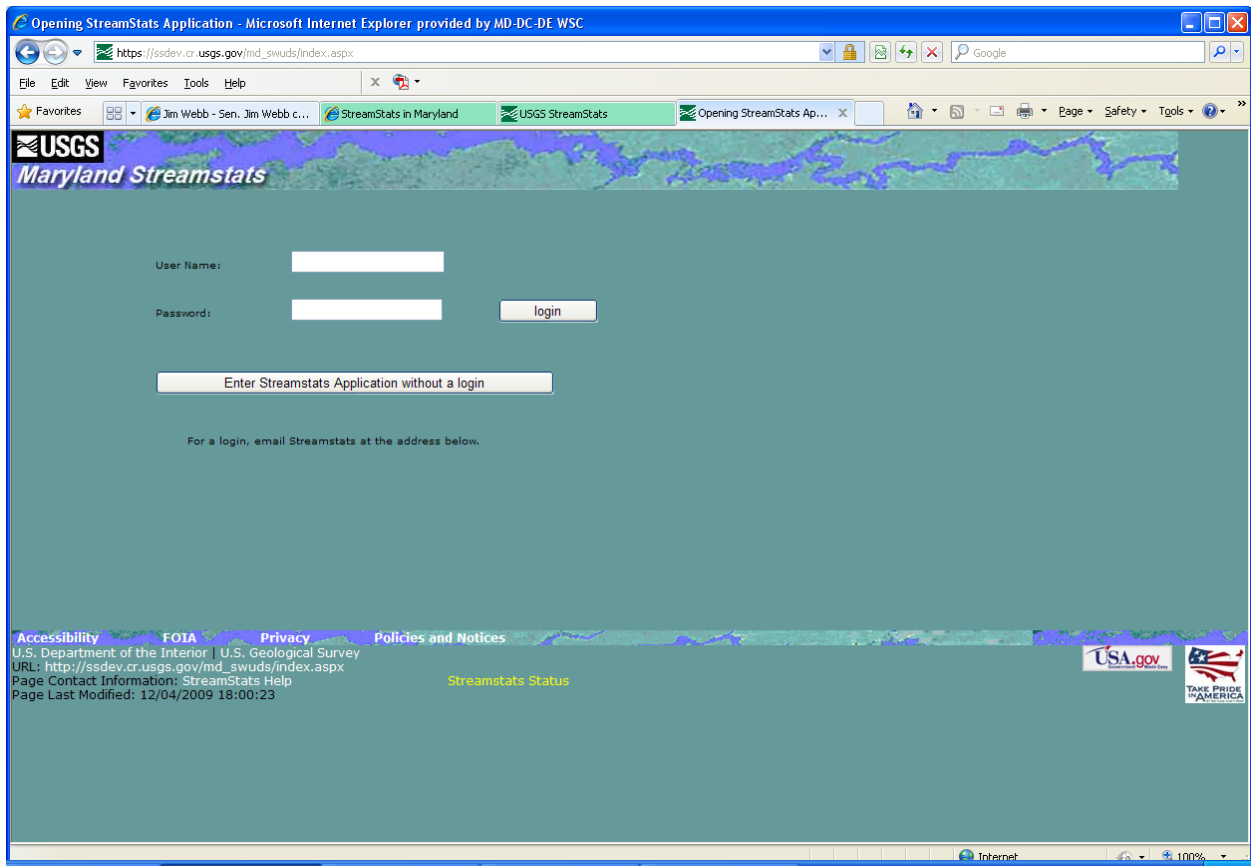 Opening StreamStats Application - Microsoft Internet Explorer provided by MD-DC-DE WSC
https://ssdev.cr.usgs.gov/md_swuds/index.aspx
Google
File Edit View Favorites Tools Help
Favorites
Jim Webb - Sen. Jim Webb c...
StreamStats in Maryland
USGS StreamStats
Opening StreamStats Ap...
Page Safety Tools »
USGS
Maryland Streamstats
User Name:
Password:
login
Enter Streamstats Application without a login
For a login, email Streamstats at the address below.
Accessibility FOIA Privacy Policies and Notices
U.S. Department of the Interior | U.S. Geological Survey
URL: http://ssdev.cr.usgs.gov/md_swuds/index.aspx
Page Contact Information: StreamStats Help
Streamstats Status
Page Last Modified: 12/04/2009 18:00:23
USA.gov
TAKE PRIDE
IN AMERICA
Internet
100%